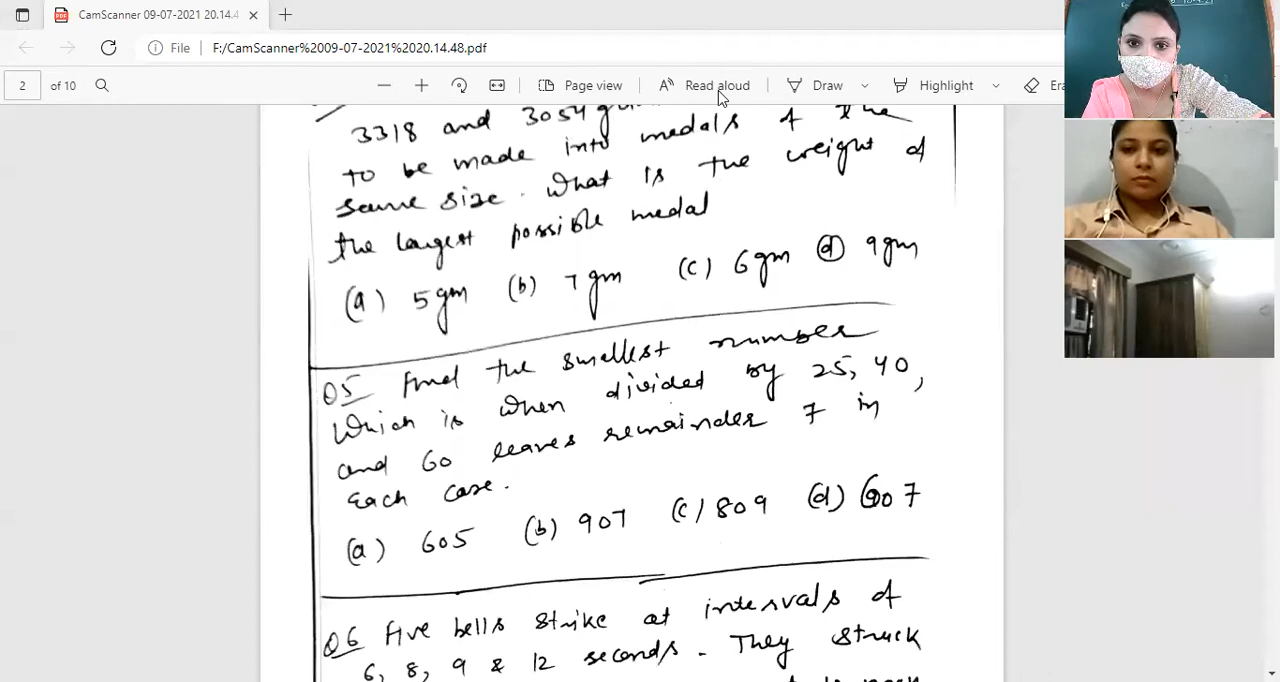 CamScanner 09-07-2021 20.14.4
File F:/CamScanner%2009-07-2021%2020.14.48.pdf
2 of 10 Page view Read aloud Draw Highlight Era
3318 and 3054
to be made into medals of the
same size. What is the weight of
the largest possible medal
(a) 5gm (b) 7gm (c) 6gm (d) 9gm
Q5 find the smallest number
which is when divided by 25, 40,
and 60 leaves remainder 7 in
each case.
(a) 605 (b) 907 (c) 809 (d) 607
Q6 five bells strike at intervals of
6, 8, 9 & 12 seconds. They struck